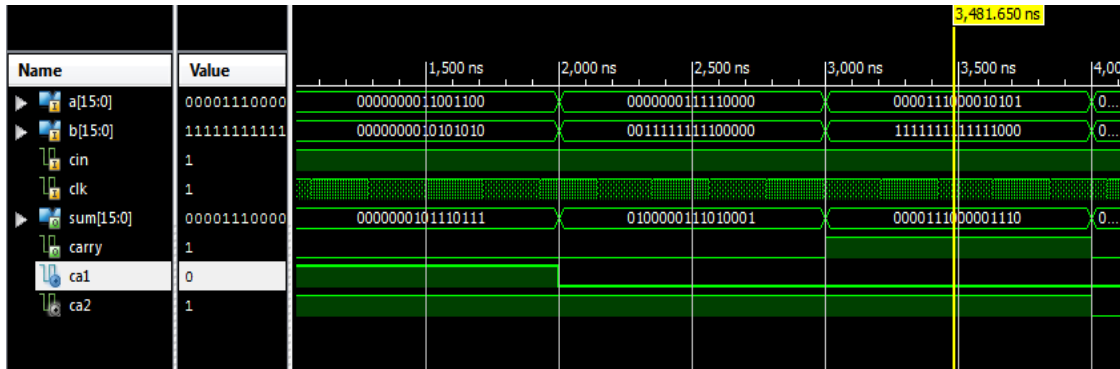 3,481.650 ns
Name Value 1,500 ns 2,000 ns 2,500 ns 3,000 ns 3,500 ns 4,00
a[15:0] 00001110000 0000000011001100 0000000111110000 0000111000010101 0...
b[15:0] 11111111111 0000000010101010 0011111111100000 1111111111111000 0...
cin 1
clk 1
sum[15:0] 00001110000 0000000101110111 0100000111010001 0000111000001110 0...
carry 1
ca1 0
ca2 1